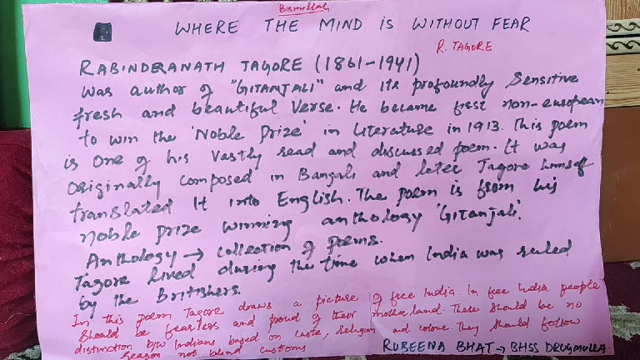 Bismillah
WHERE THE MIND is WITHOUT FEAR
R. TAGORE
RABINDERANATH TAGORE (1861-1941)
was author of "GITANJALI" and its profoundly Sensitive
fresh and beautiful Verse. He became first non-european
to win the 'Noble Prize' in Literature in 1913. This poem
is one of his Vastly read and discussed poem. It was
originally composed in Bangali and later Tagore himself
translated It into English. The poem is from his
noble prize winning anthology 'GITANJALI'.
Anthology → collection of poems.
Tagore lived during the time when India was ruled
by the Britishers.
In this poem Tagore draws a picture of free India. In free India people
Should be fearless and proud of their motherland. There should be no
distinction b/w Indians based on caste, religion and colour. They should follow
reason not blind customs
RUBEENA BHAT → BHSS DRUGMULLA